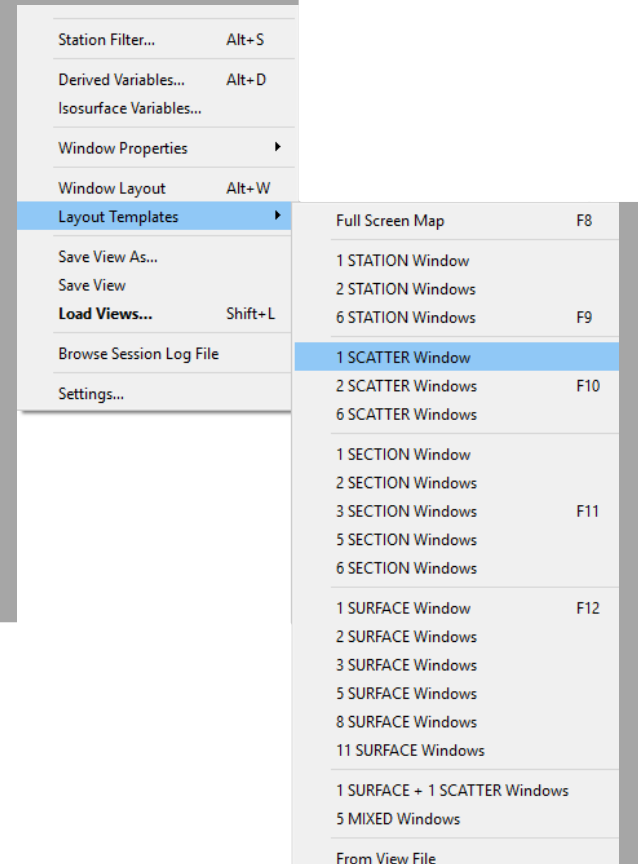 Station Filter... Alt+S
Derived Variables... Alt+D
Isosurface Variables...
Window Properties
Window Layout Alt+W
Layout Templates
Save View As...
Save View
Load Views... Shift+L
Browse Session Log File
Settings...
Full Screen Map F8
1 STATION Window
2 STATION Windows
6 STATION Windows F9
1 SCATTER Window
2 SCATTER Windows F10
6 SCATTER Windows
1 SECTION Window
2 SECTION Windows
3 SECTION Windows F11
5 SECTION Windows
6 SECTION Windows
1 SURFACE Window F12
2 SURFACE Windows
3 SURFACE Windows
5 SURFACE Windows
8 SURFACE Windows
11 SURFACE Windows
1 SURFACE + 1 SCATTER Windows
5 MIXED Windows
From View File